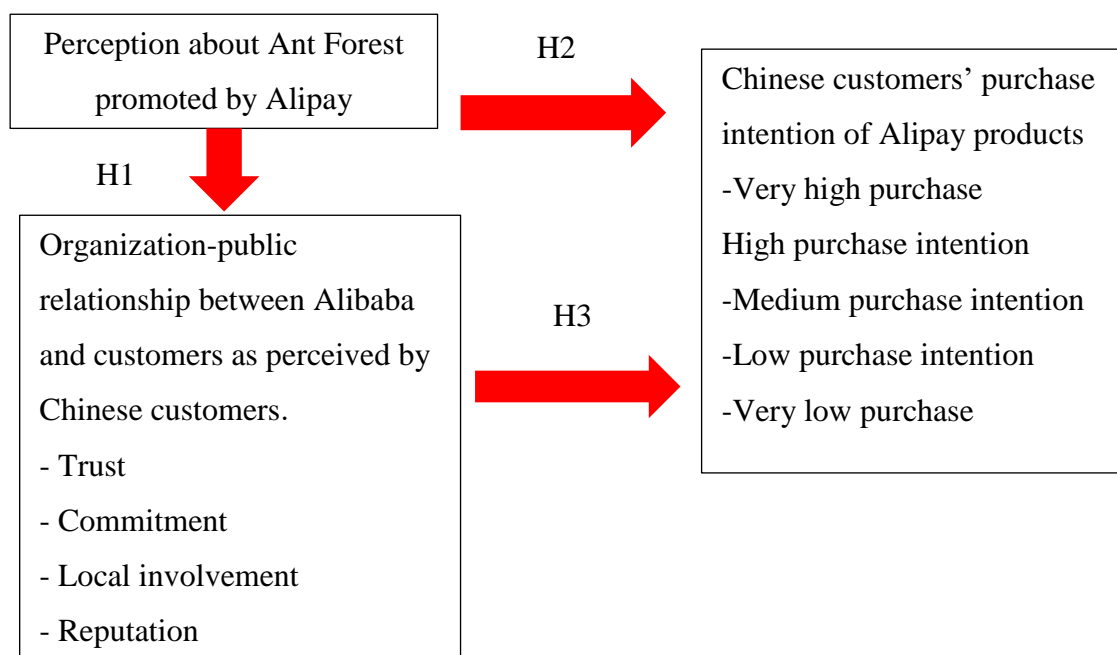 Perception about Ant Forest
promoted by Alipay
H2
Chinese customers’ purchase
intention of Alipay products
-Very high purchase
High purchase intention
-Medium purchase intention
-Low purchase intention
-Very low purchase
H1
Organization-public
relationship between Alibaba
and customers as perceived by
Chinese customers.
- Trust
- Commitment
- Local involvement
- Reputation
H3